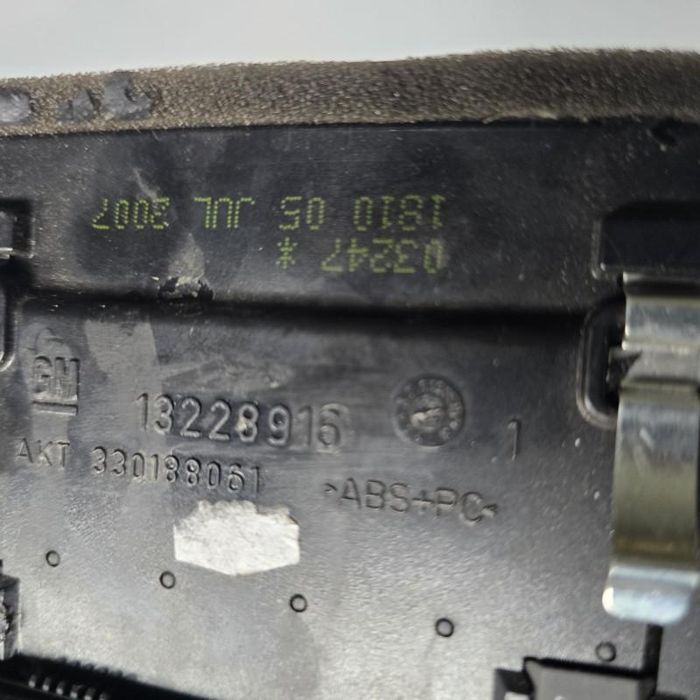 1810 05 JUL 2007
03247 *
GM
13228916
1
AKT 330188061
>ABS+PC<